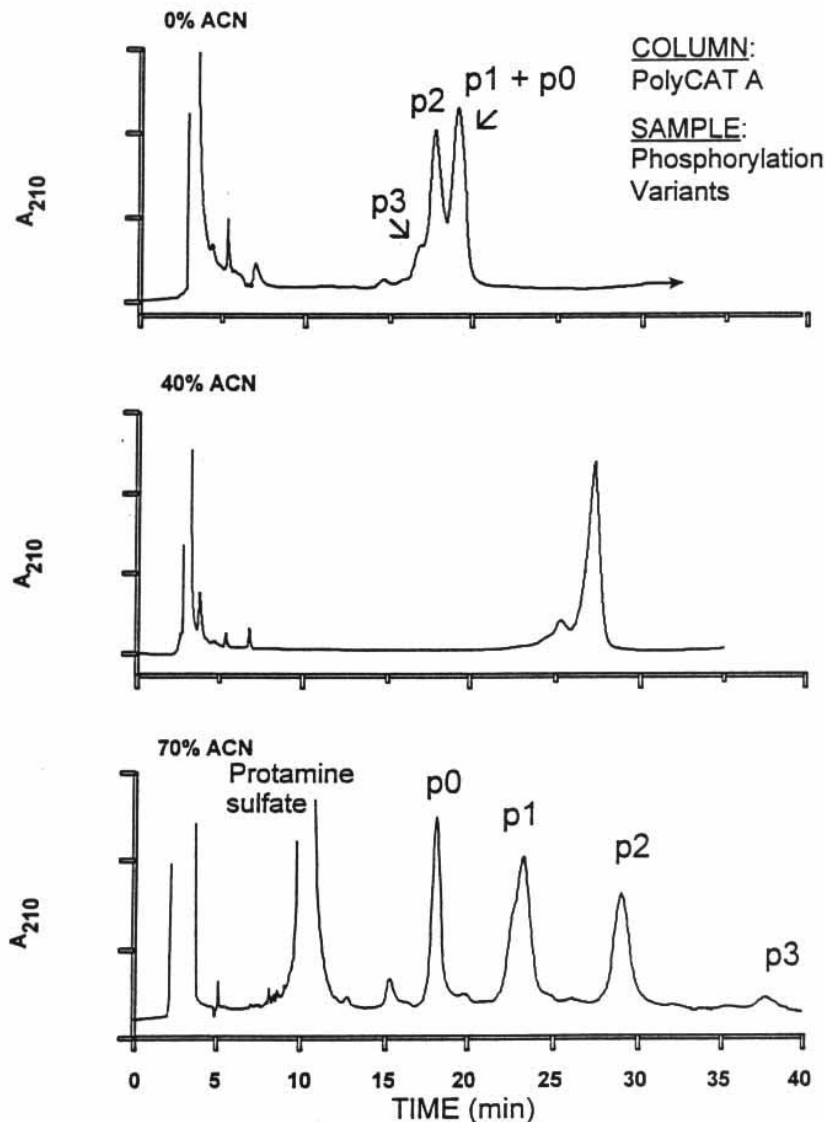 0% ACN
COLUMN:
PolyCAT A
SAMPLE:
Phosphorylation
Variants
p1 + p0
p2
p3
A210
40% ACN
A210
70% ACN
Protamine
sulfate
p0
p1
p2
p3
A210
0 5 10 15 20 25 30 35 40
TIME (min)